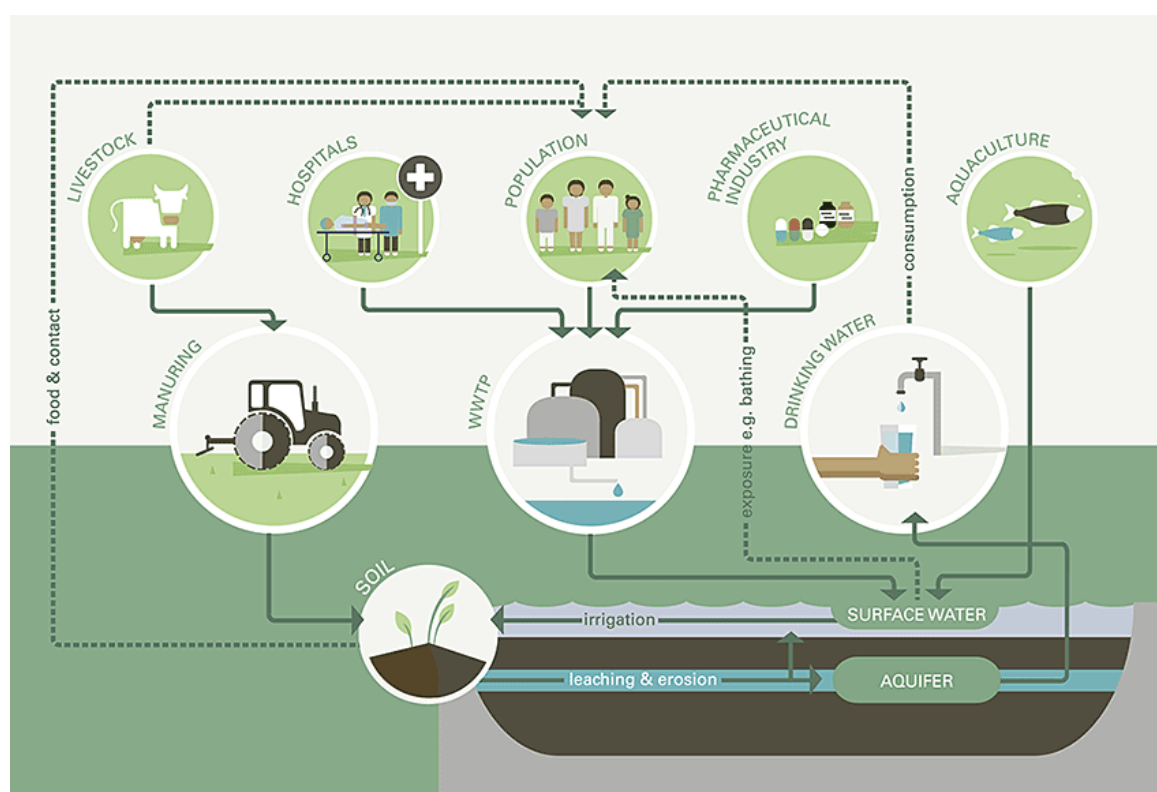 LIVESTOCK
HOSPITALS
POPULATION
PHARMACEUTICAL
INDUSTRY
AQUACULTURE
food & contact
MANURING
WWTP
exposure e.g. bathing
DRINKING WATER
consumption
SOIL
irrigation
SURFACE WATER
leaching & erosion
AQUIFER